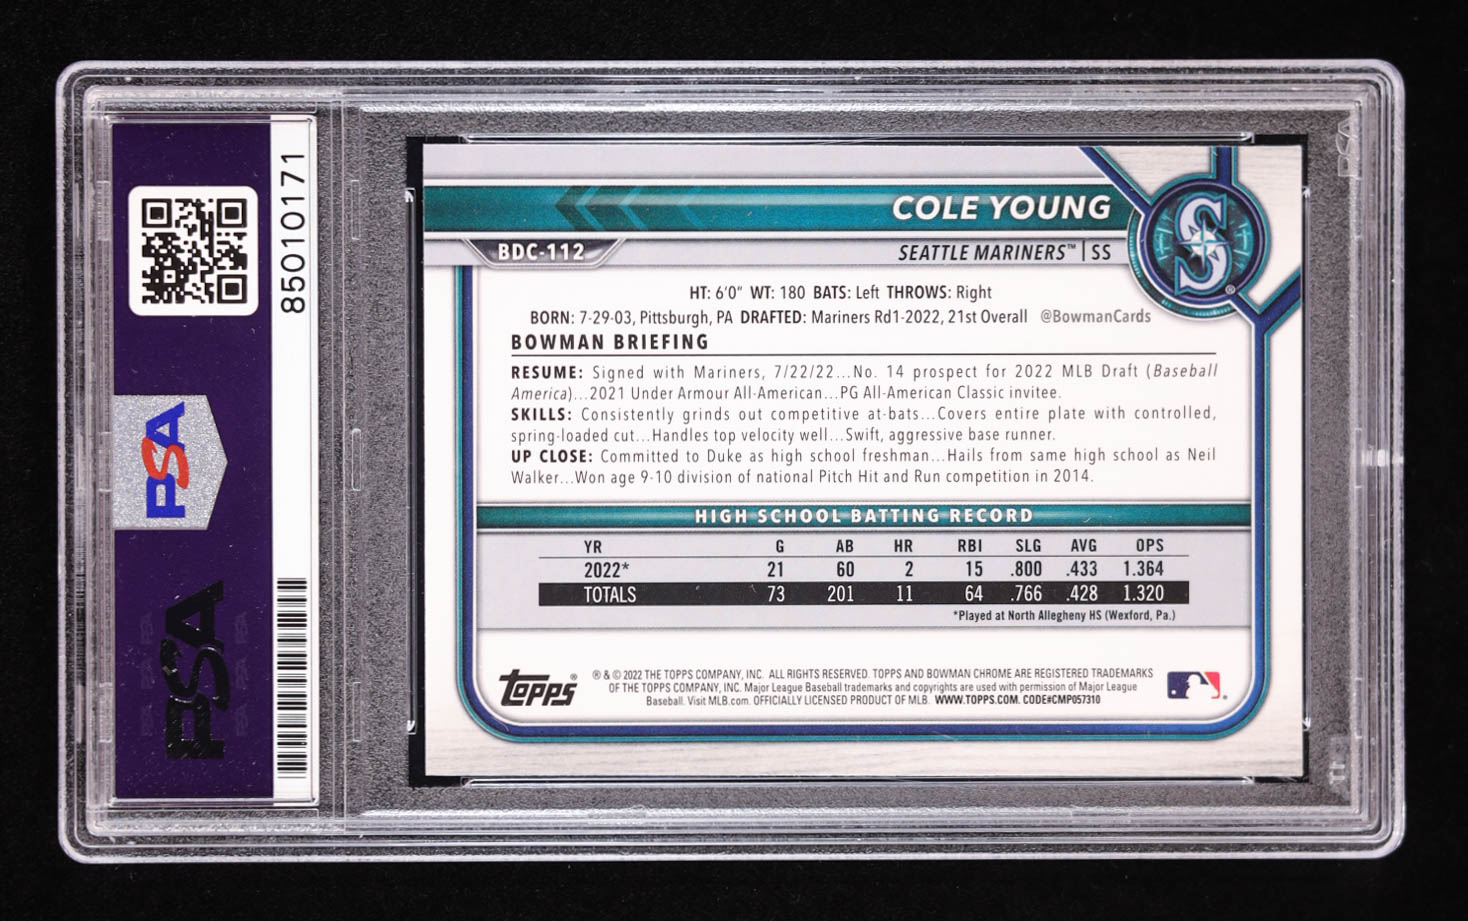 85010171
PSA
PSA
COLE YOUNG
BDC-112
SEATTLE MARINERS™ | SS
S
HT: 6'0" WT: 180 BATS: Left THROWS: Right
BORN: 7-29-03, Pittsburgh, PA DRAFTED: Mariners Rd1-2022, 21st Overall @BowmanCards
BOWMAN BRIEFING
RESUME: Signed with Mariners, 7/22/22...No. 14 prospect for 2022 MLB Draft (Baseball
America)...2021 Under Armour All-American...PG All-American Classic invitee.
SKILLS: Consistently grinds out competitive at-bats...Covers entire plate with controlled,
spring-loaded cut...Handles top velocity well...Swift, aggressive base runner.
UP CLOSE: Committed to Duke as high school freshman...Hails from same high school as Neil
Walker...Won age 9-10 division of national Pitch Hit and Run competition in 2014.
HIGH SCHOOL BATTING RECORD
YR G AB HR RBI SLG AVG OPS
2022* 21 60 2 15 .800 .433 1.364
TOTALS 73 201 11 64 .766 .428 1.320
*Played at North Allegheny HS (Wexford, Pa.)
TOPPS®
® & © 2022 THE TOPPS COMPANY, INC. ALL RIGHTS RESERVED. TOPPS AND BOWMAN CHROME ARE REGISTERED TRADEMARKS
OF THE TOPPS COMPANY, INC. Major League Baseball trademarks and copyrights are used with permission of Major League
Baseball. Visit MLB.com. OFFICIALLY LICENSED PRODUCT OF MLB. WWW.TOPPS.COM. CODE#CMP057310